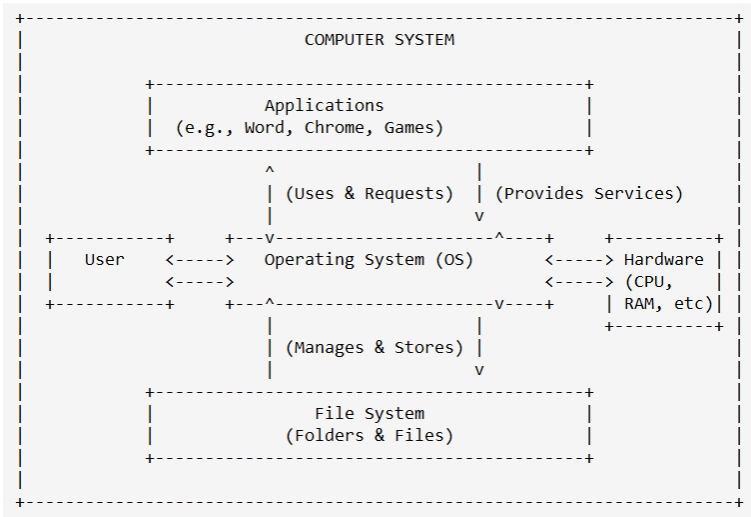 COMPUTER SYSTEM
Applications
(e.g., Word, Chrome, Games)
(Uses & Requests) (Provides Services)
User Operating System (OS) Hardware
(CPU,
RAM, etc)
(Manages & Stores)
File System
(Folders & Files)